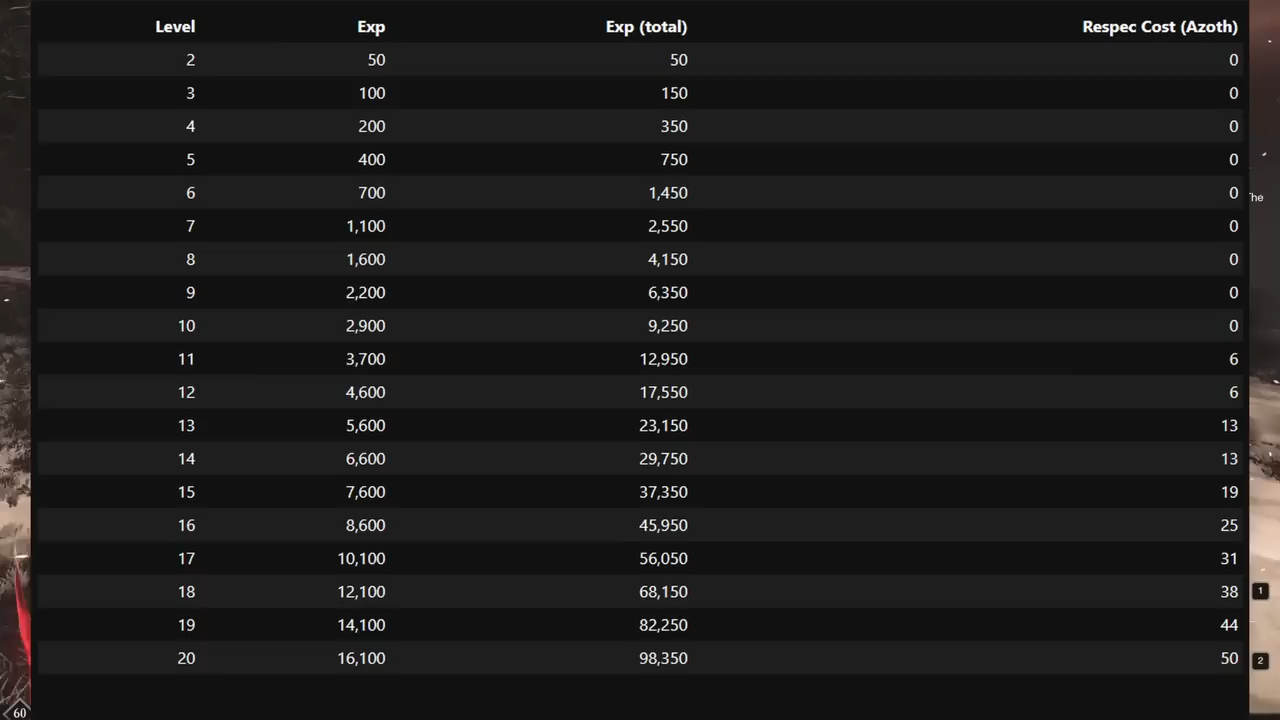 Level Exp Exp (total) Respec Cost (Azoth)
2 50 50 0
3 100 150 0
4 200 350 0
5 400 750 0
6 700 1,450 0
The
7 1,100 2,550 0
8 1,600 4,150 0
9 2,200 6,350 0
10 2,900 9,250 0
11 3,700 12,950 6
12 4,600 17,550 6
13 5,600 23,150 13
14 6,600 29,750 13
15 7,600 37,350 19
16 8,600 45,950 25
17 10,100 56,050 31
18 12,100 68,150 38
1
19 14,100 82,250 44
20 16,100 98,350 50
2
60